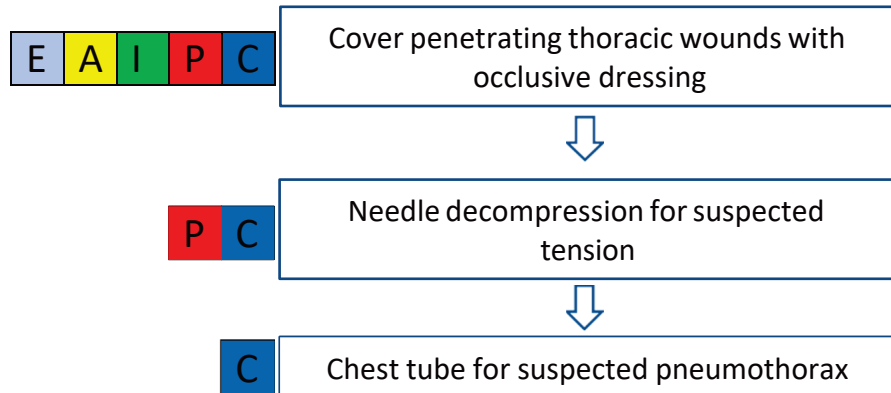 E A I P C
Cover penetrating thoracic wounds with
occlusive dressing
P C
Needle decompression for suspected
tension
C
Chest tube for suspected pneumothorax